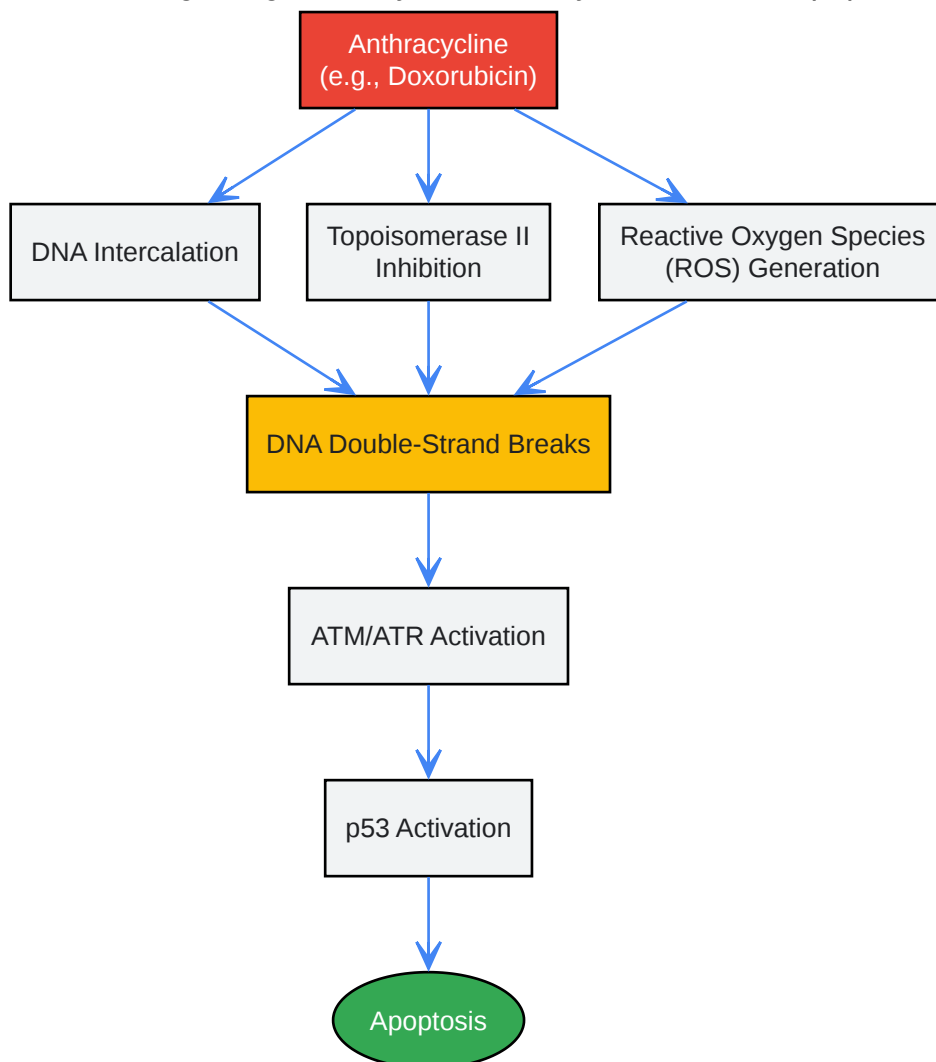 Anthracycline
(e.g., Doxorubicin)
DNA Intercalation
Topoisomerase II
Inhibition
Reactive Oxygen Species
(ROS) Generation
DNA Double-Strand Breaks
ATM/ATR Activation
p53 Activation
Apoptosis